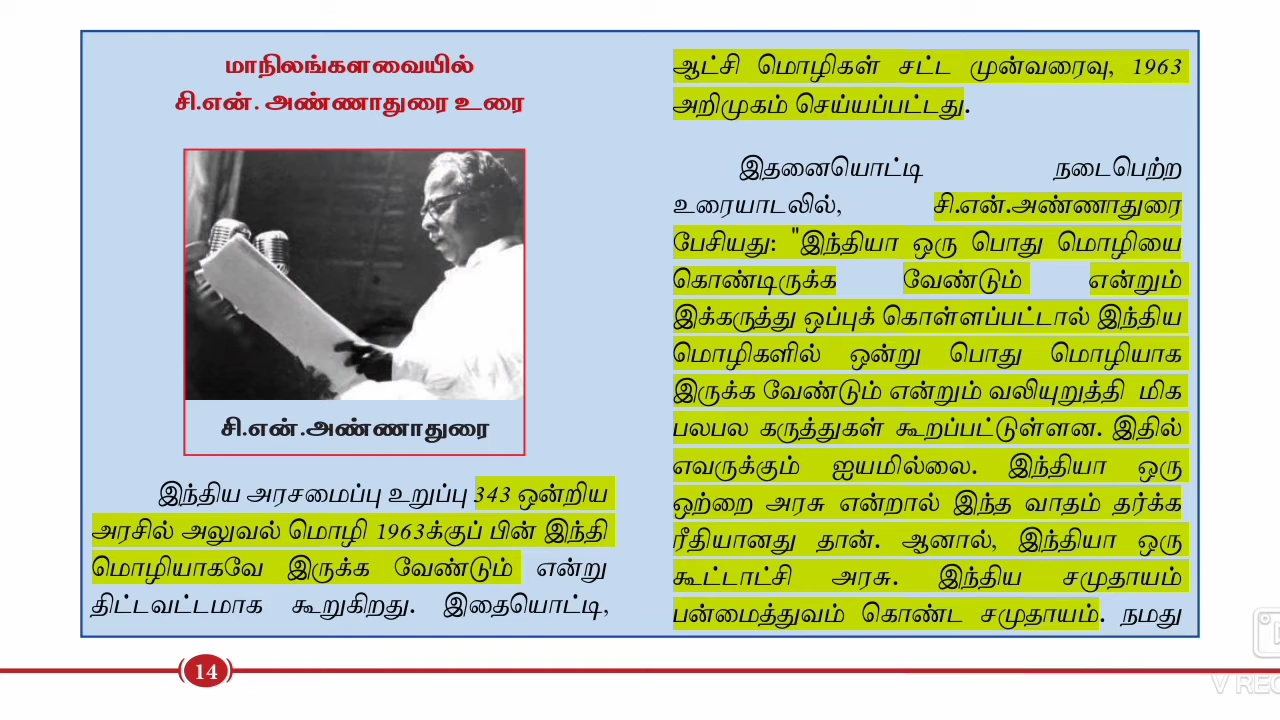 மாநிலங்களவையில்
சி.என். அண்ணாதுரை உரை
சி.என்.அண்ணாதுரை
இந்திய அரசமைப்பு உறுப்பு 343 ஒன்றிய
அரசில் அலுவல் மொழி 1963க்குப் பின் இந்தி
மொழியாகவே இருக்க வேண்டும் என்று
திட்டவட்டமாக கூறுகிறது. இதையொட்டி,
ஆட்சி மொழிகள் சட்ட முன்வரைவு, 1963
அறிமுகம் செய்யப்பட்டது.
இதனையொட்டி நடைபெற்ற
உரையாடலில், சி.என்.அண்ணாதுரை
பேசியது: "இந்தியா ஒரு பொது மொழியை
கொண்டிருக்க வேண்டும் என்றும்
இக்கருத்து ஒப்புக் கொள்ளப்பட்டால் இந்திய
மொழிகளில் ஒன்று பொது மொழியாக
இருக்க வேண்டும் என்றும் வலியுறுத்தி மிக
பலபல கருத்துகள் கூறப்பட்டுள்ளன. இதில்
எவருக்கும் ஐயமில்லை. இந்தியா ஒரு
ஒற்றை அரசு என்றால் இந்த வாதம் தர்க்க
ரீதியானது தான். ஆனால், இந்தியா ஒரு
கூட்டாட்சி அரசு. இந்திய சமுதாயம்
பன்மைத்துவம் கொண்ட சமுதாயம். நமது
14
V REC